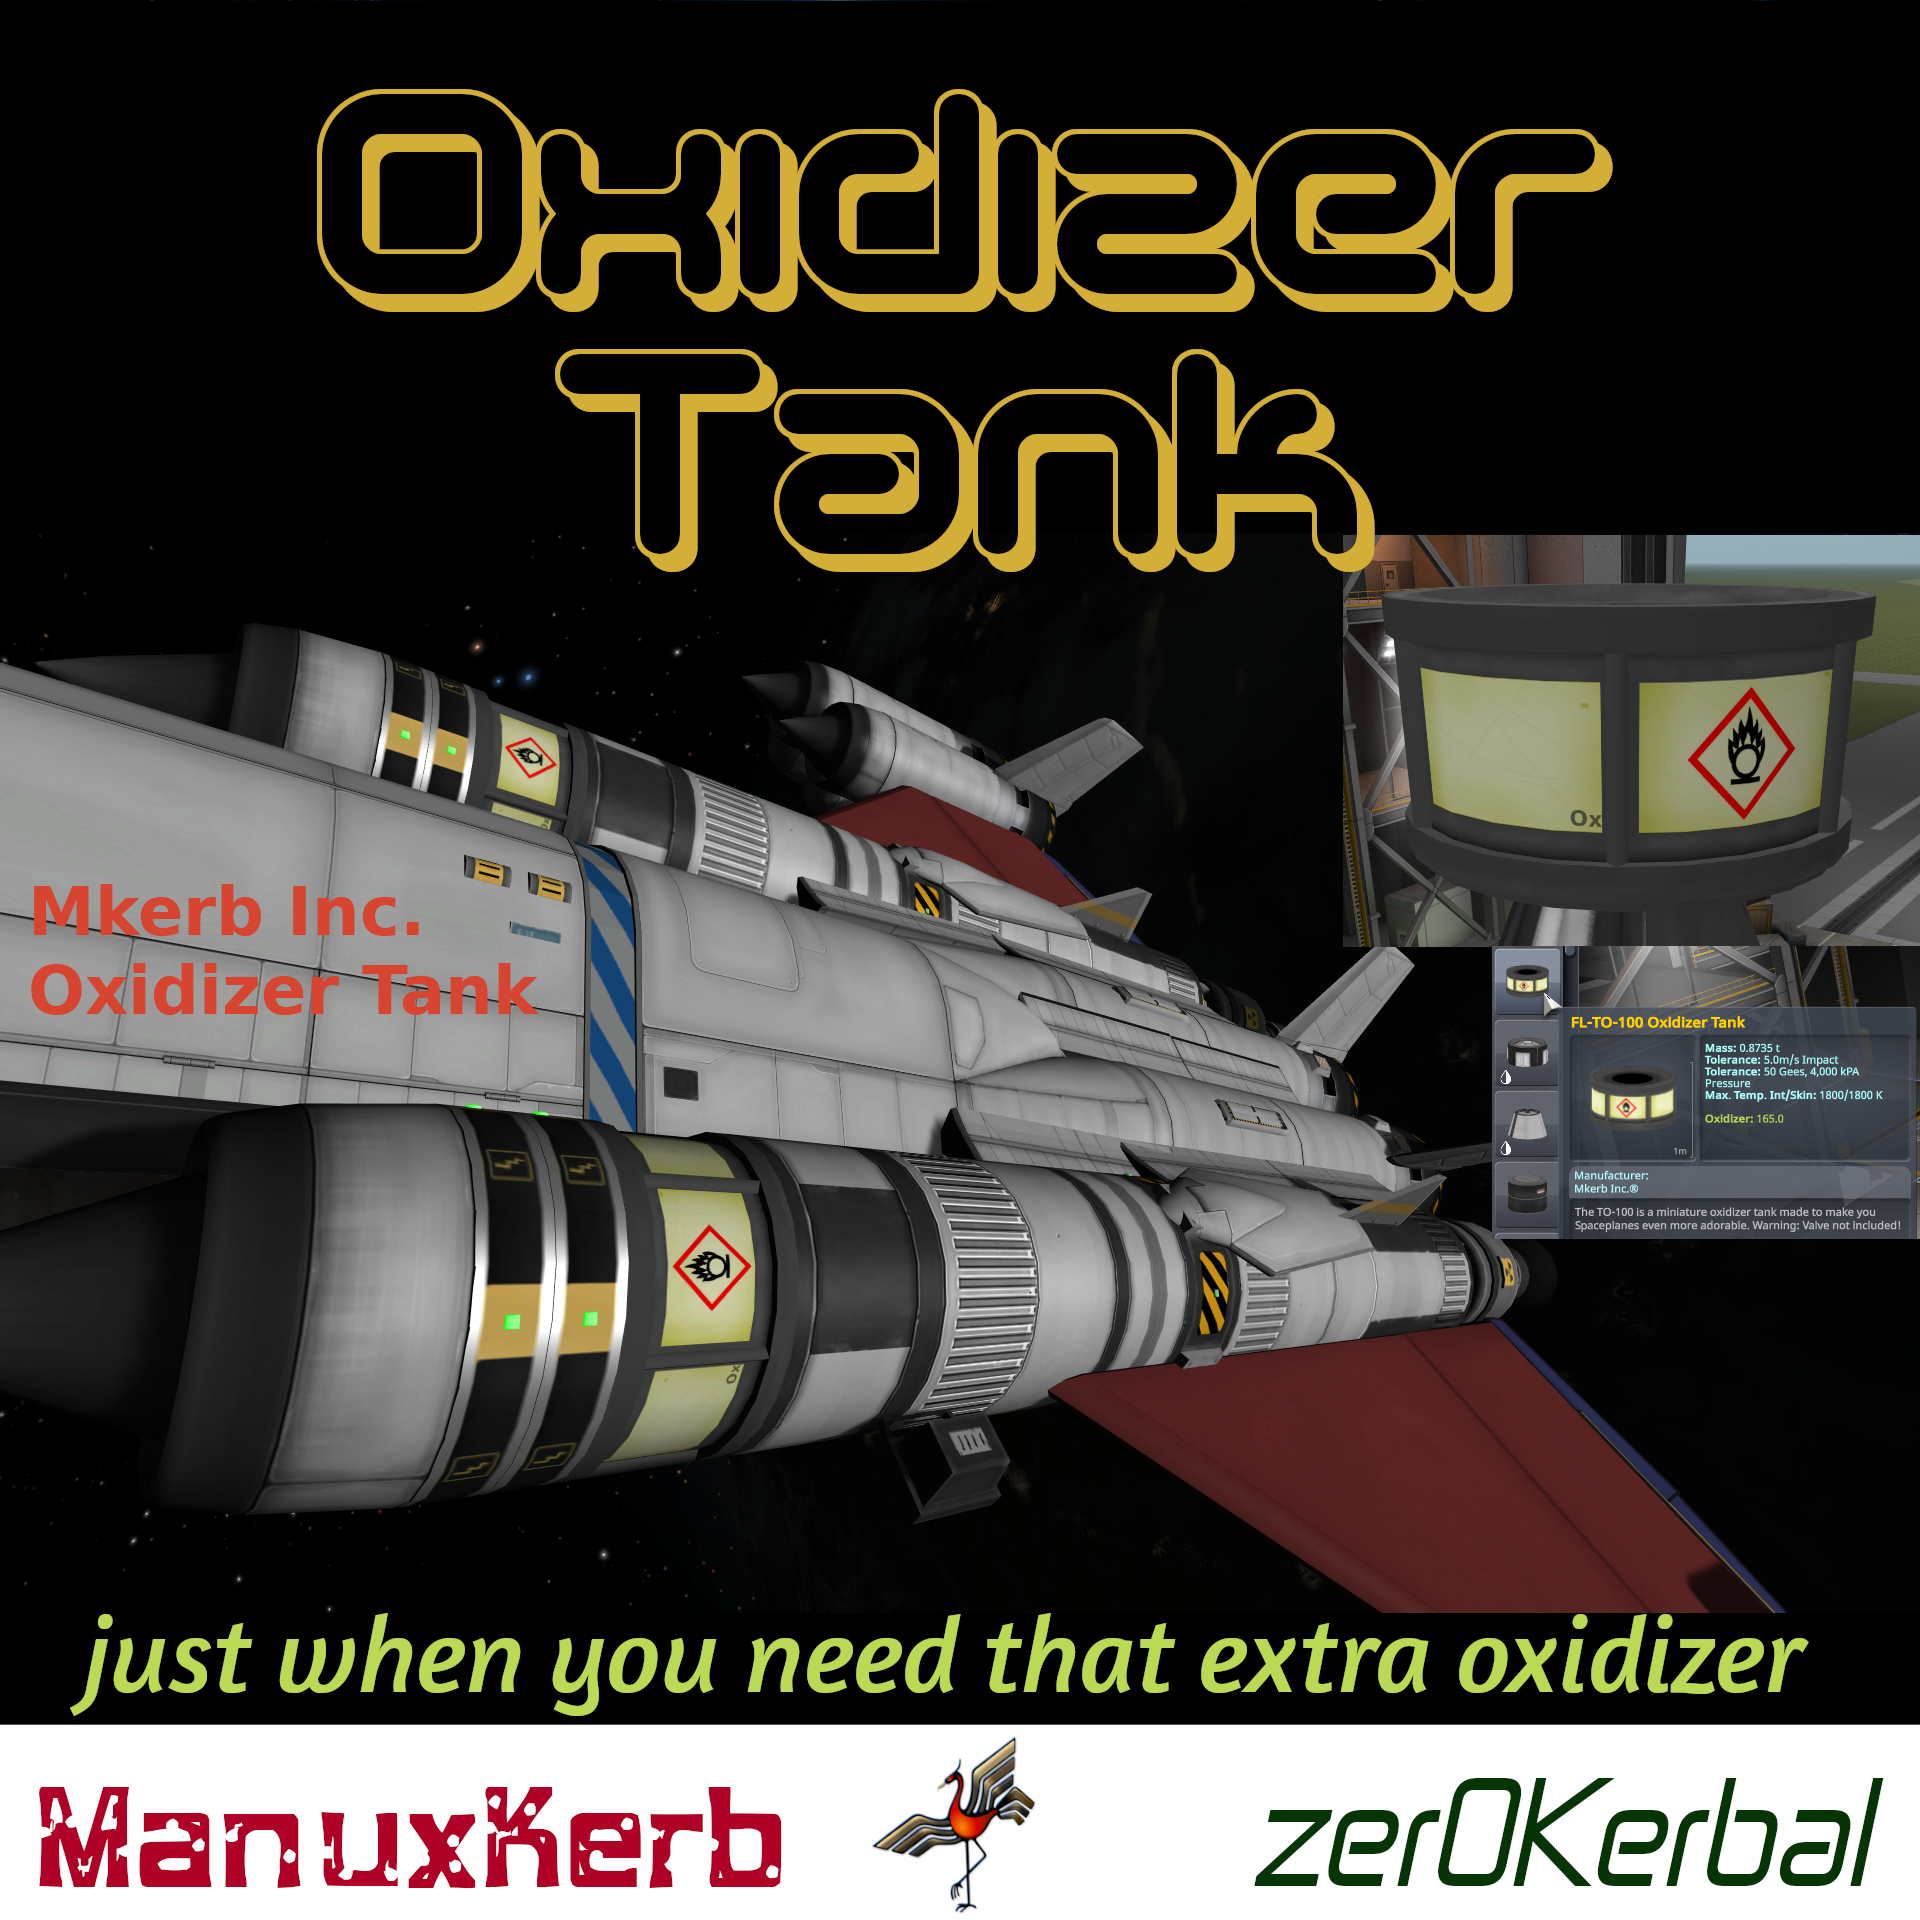 Oxidizer
Tank
Ox
Mkerb Inc.
Oxidizer Tank
FL-TO-100 Oxidizer Tank
Mass: 0.8735 t
Tolerance: 5.0m/s Impact
Tolerance: 50 Gees, 4,000 kPA
Pressure
Max. Temp. Int/Skin: 1800/1800 K
Oxidizer: 165.0
1m
Manufacturer:
Mkerb Inc.®
The TO-100 is a miniature oxidizer tank made to make you
Spaceplanes even more adorable. Warning: Valve not included!
Ox
just when you need that extra oxidizer
ManuxKerb
zer0Kerbal